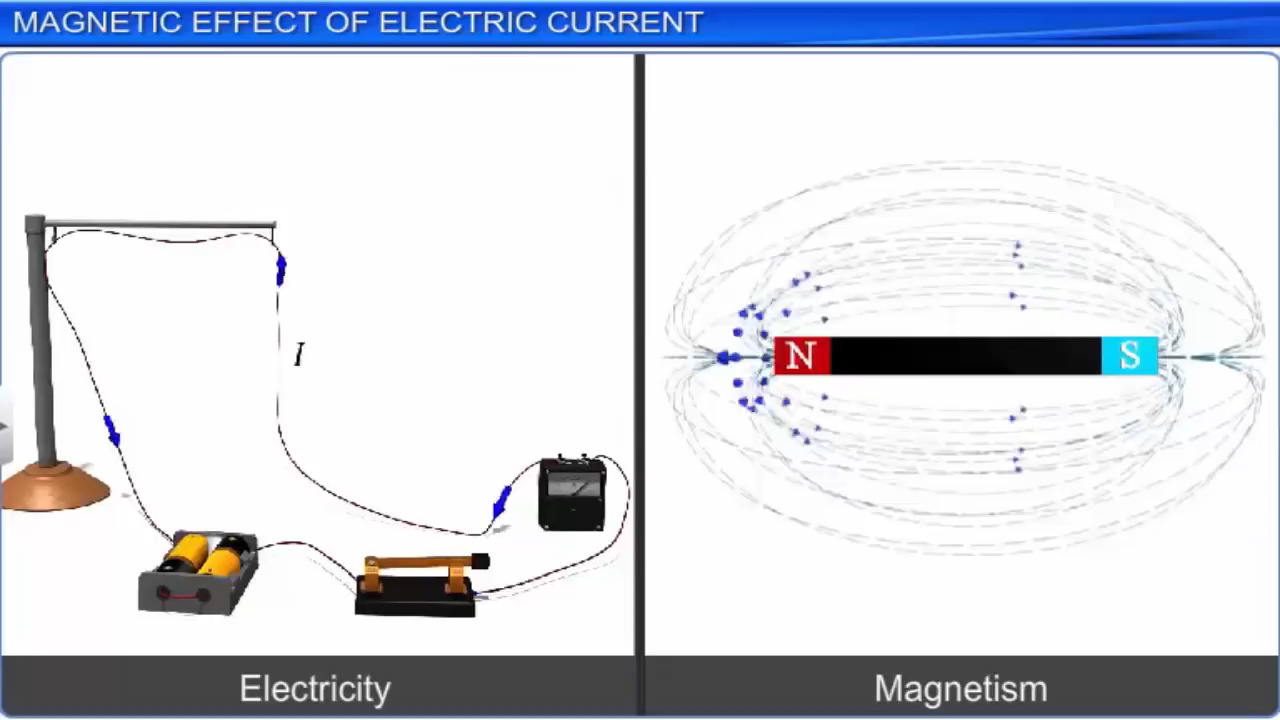 MAGNETIC EFFECT OF ELECTRIC CURRENT
I
N
S
Electricity
Magnetism